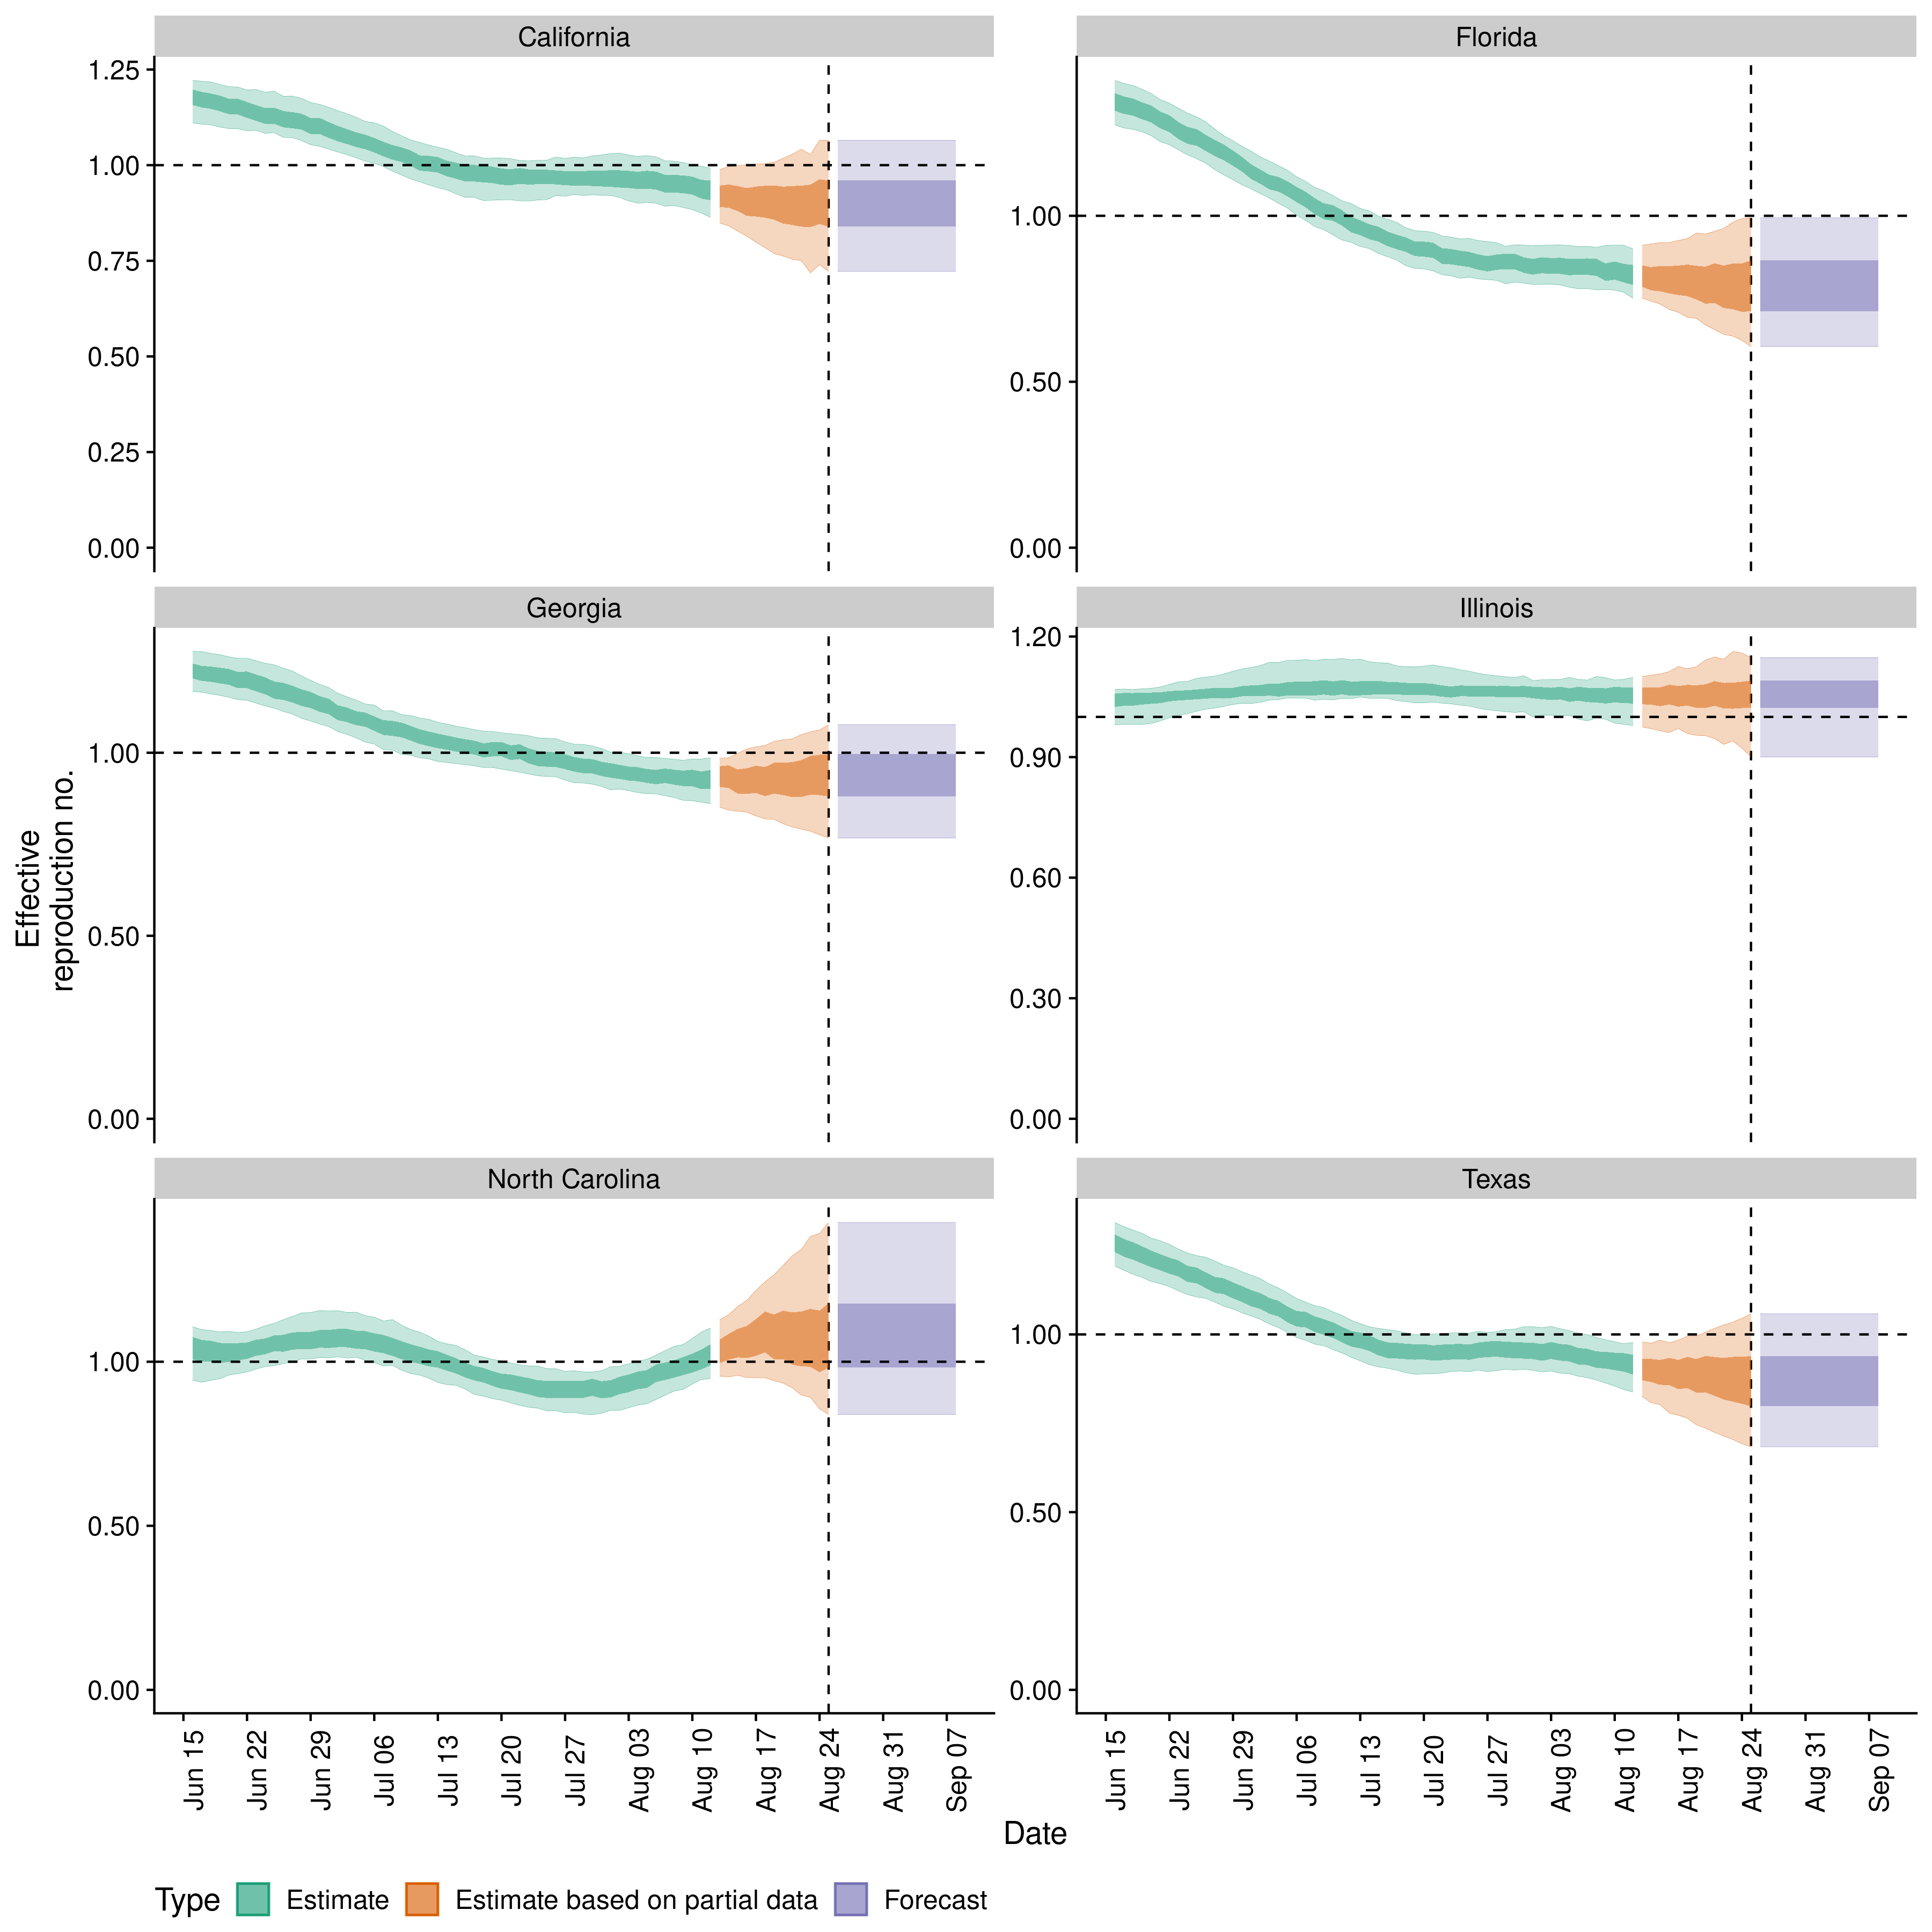 California
Florida
1.25
1.00
0.75
0.50
0.25
0.00
1.00
0.50
0.00
Georgia
Illinois
1.00
0.50
0.00
1.20
0.90
0.60
0.30
0.00
Effective
reproduction no.
North Carolina
Texas
1.00
0.50
0.00
1.00
0.50
0.00
Jun 15
Jun 22
Jun 29
Jul 06
Jul 13
Jul 20
Jul 27
Aug 03
Aug 10
Aug 17
Aug 24
Aug 31
Sep 07
Jun 15
Jun 22
Jun 29
Jul 06
Jul 13
Jul 20
Jul 27
Aug 03
Aug 10
Aug 17
Aug 24
Aug 31
Sep 07
Date
Type Estimate Estimate based on partial data Forecast